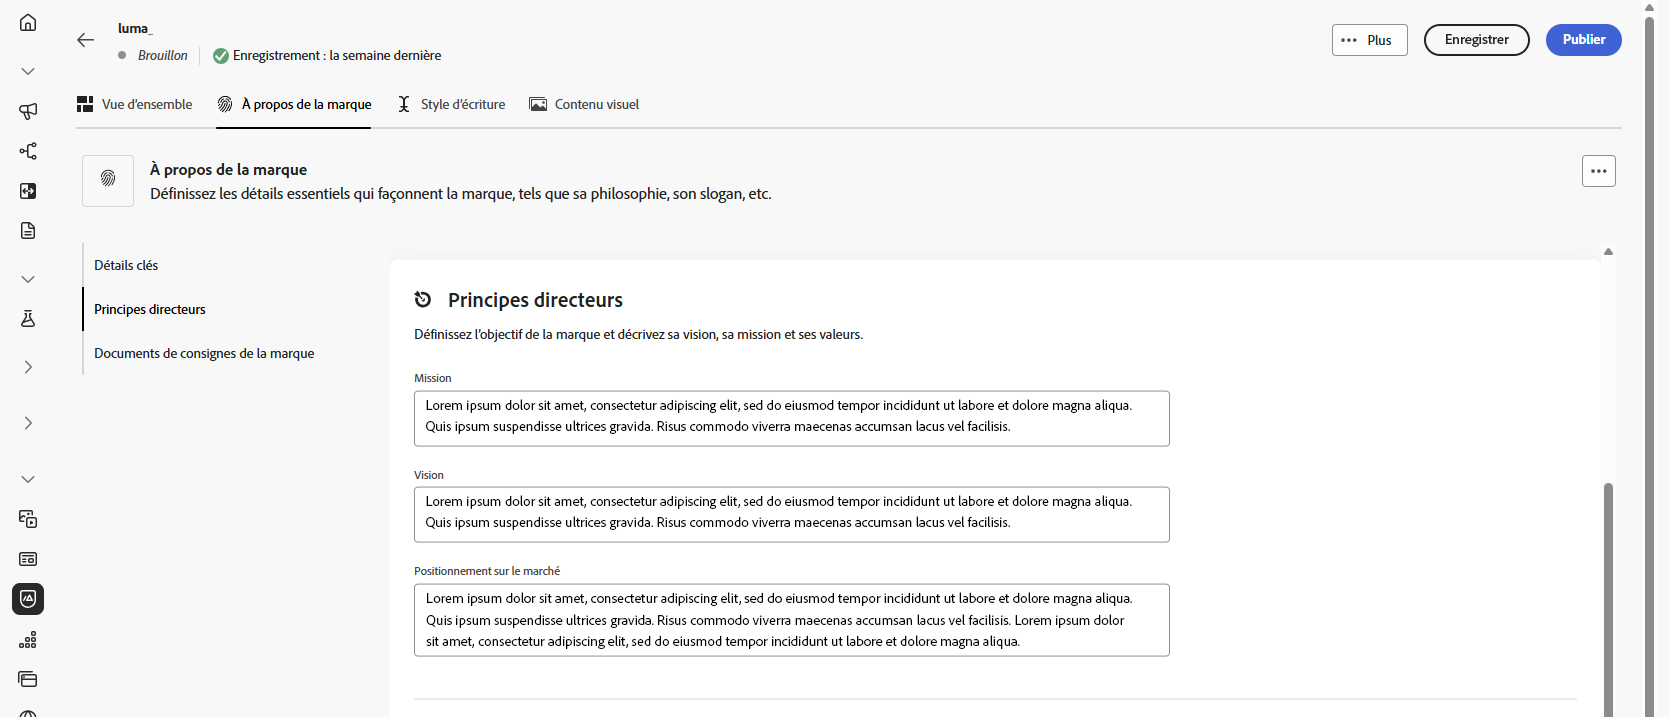 luma_
Brouillon
Enregistrement : la semaine dernière
Plus
Enregistrer
Publier
Vue d'ensemble
À propos de la marque
Style d'écriture
Contenu visuel
À propos de la marque
Définissez les détails essentiels qui façonnent la marque, tels que sa philosophie, son slogan, etc.
Détails clés
Principes directeurs
Documents de consignes de la marque
Principes directeurs
Définissez l'objectif de la marque et décrivez sa vision, sa mission et ses valeurs.
Mission
Lorem ipsum dolor sit amet, consectetur adipiscing elit, sed do eiusmod tempor incididunt ut labore et dolore magna aliqua.
Quis ipsum suspendisse ultrices gravida. Risus commodo viverra maecenas accumsan lacus vel facilisis.
Vision
Lorem ipsum dolor sit amet, consectetur adipiscing elit, sed do eiusmod tempor incididunt ut labore et dolore magna aliqua.
Quis ipsum suspendisse ultrices gravida. Risus commodo viverra maecenas accumsan lacus vel facilisis.
Positionnement sur le marché
Lorem ipsum dolor sit amet, consectetur adipiscing elit, sed do eiusmod tempor incididunt ut labore et dolore magna aliqua.
Quis ipsum suspendisse ultrices gravida. Risus commodo viverra maecenas accumsan lacus vel facilisis. Lorem ipsum dolor
sit amet, consectetur adipiscing elit, sed do eiusmod tempor incididunt ut labore et dolore magna aliqua.